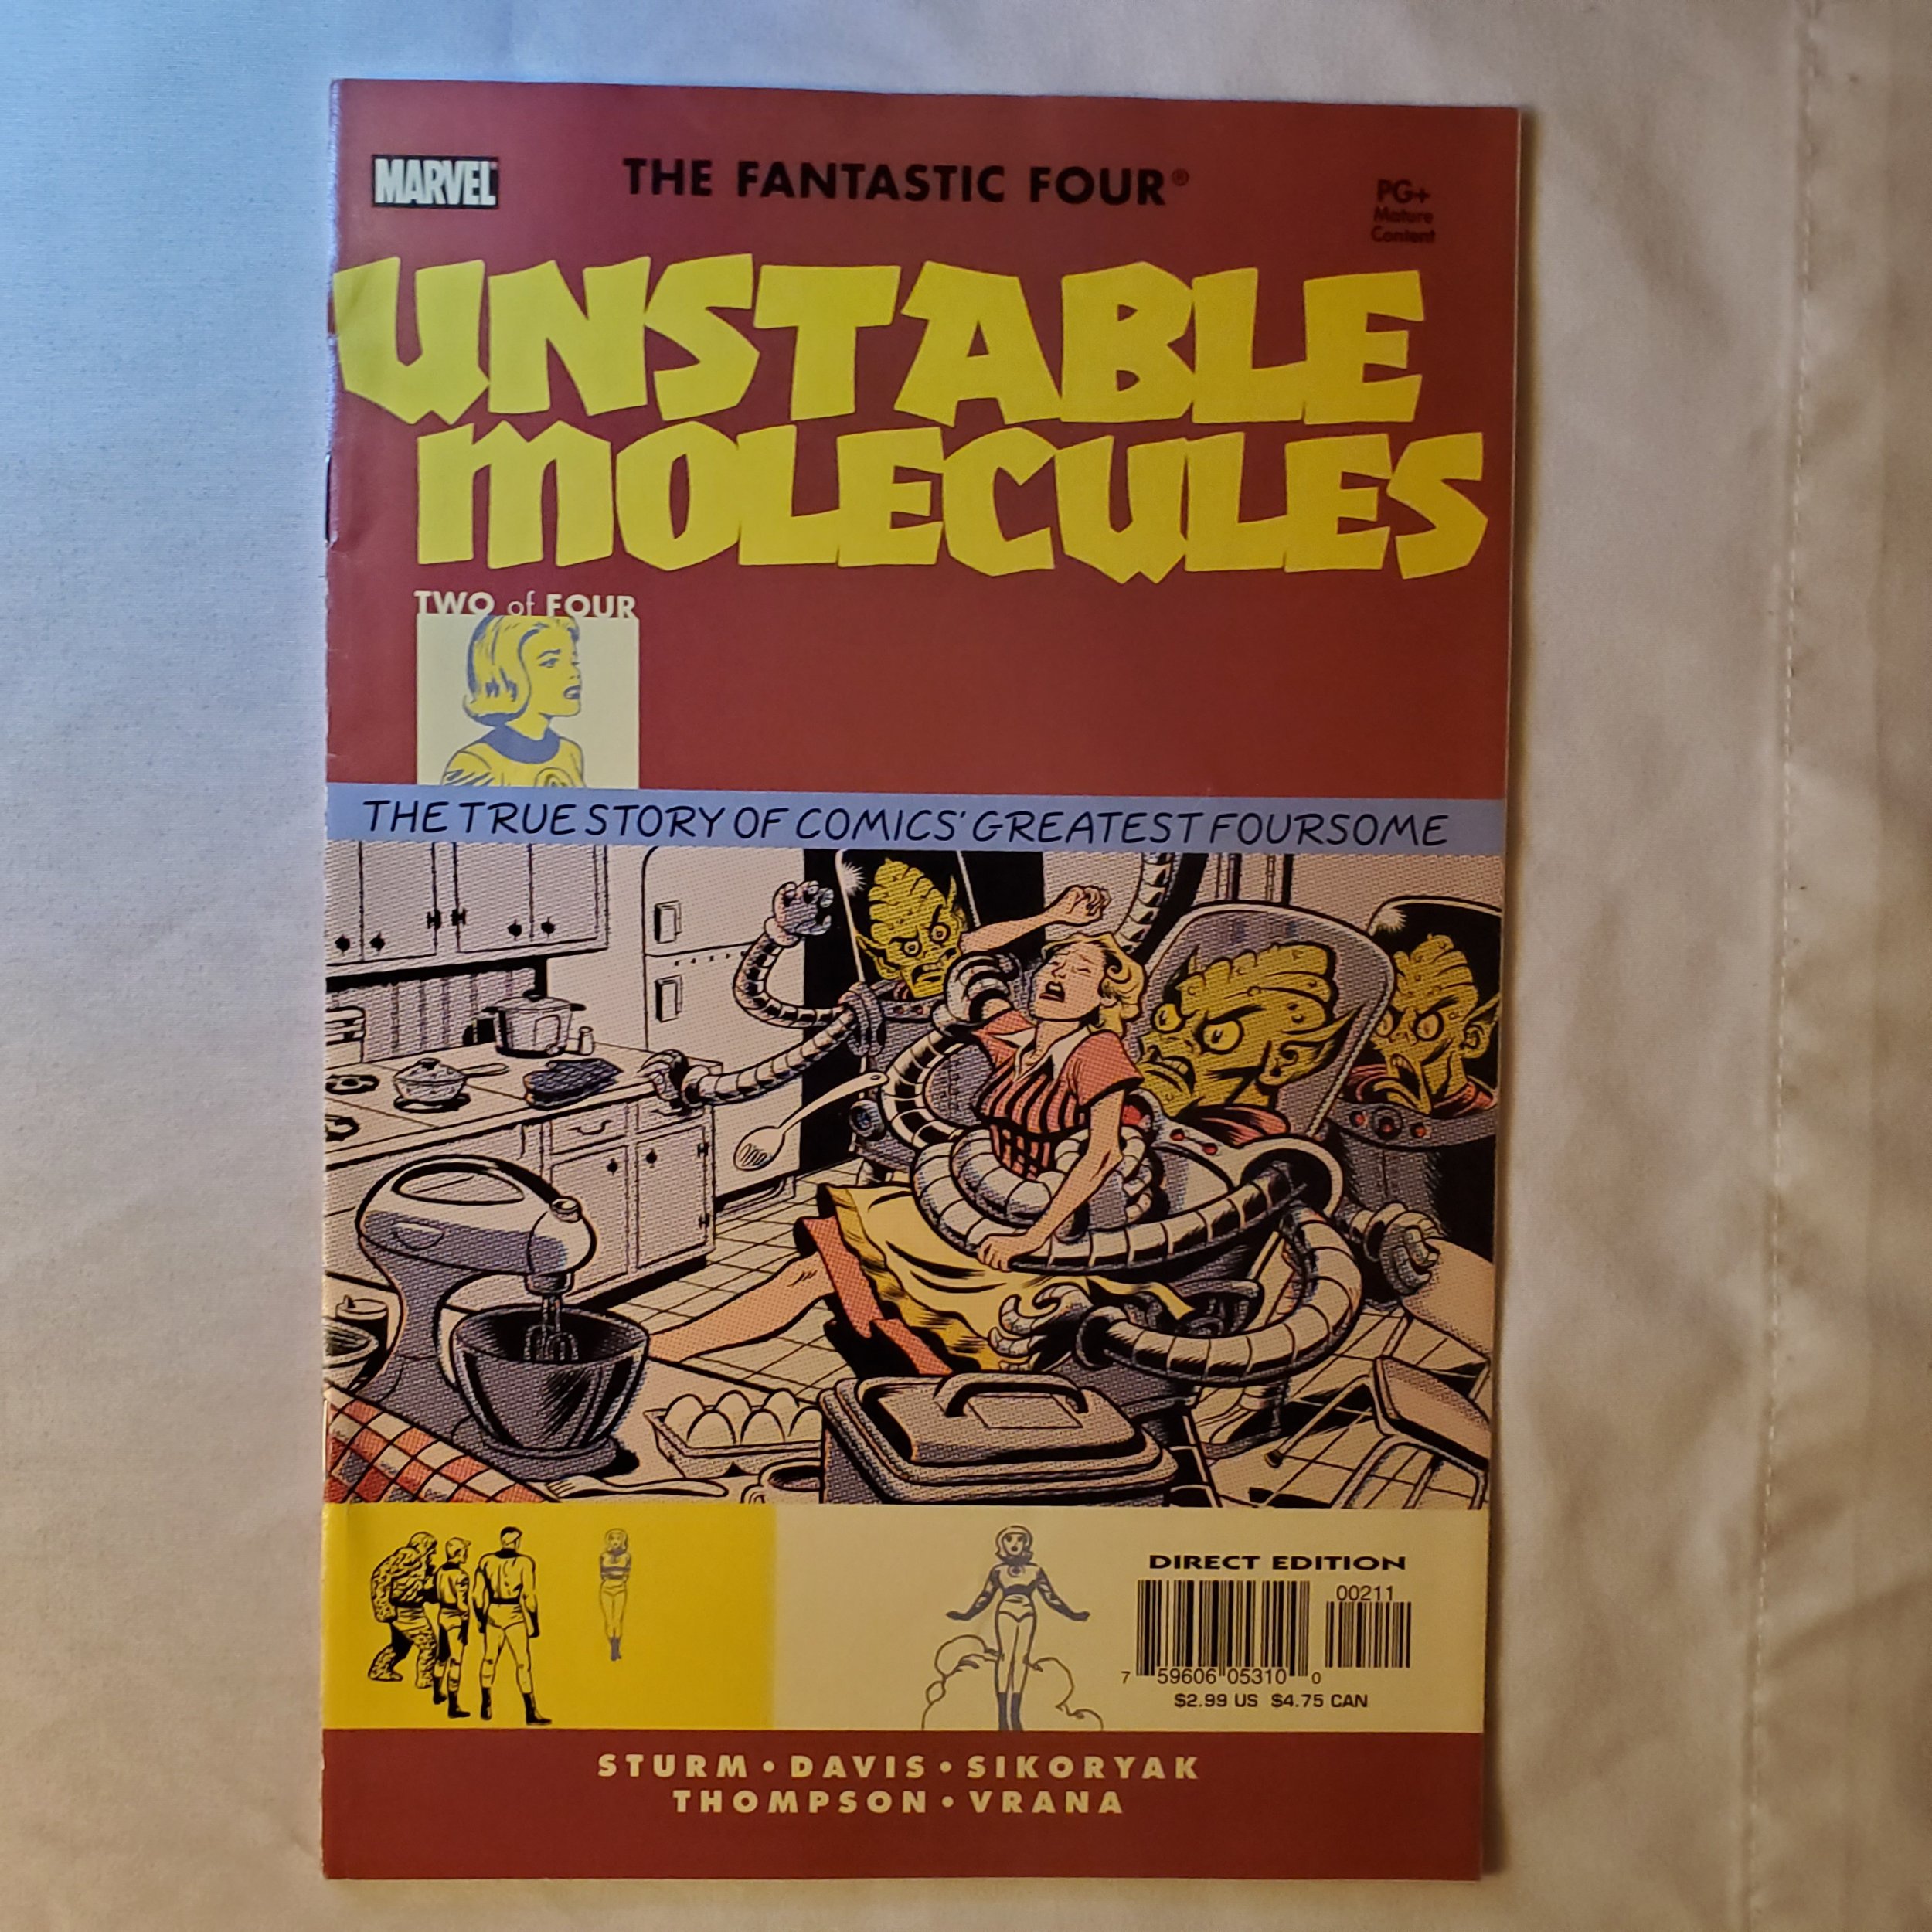 MARVEL
THE FANTASTIC FOUR®
PG+
Mature
Content
UNSTABLE
MOLECULES
TWO of FOUR
THE TRUE STORY OF COMICS' GREATEST FOURSOME
DIRECT EDITION
00211
7 59606 05310 0
$2.99 US $4.75 CAN
STURM • DAVIS • SIKORYAK
THOMPSON • VRANA